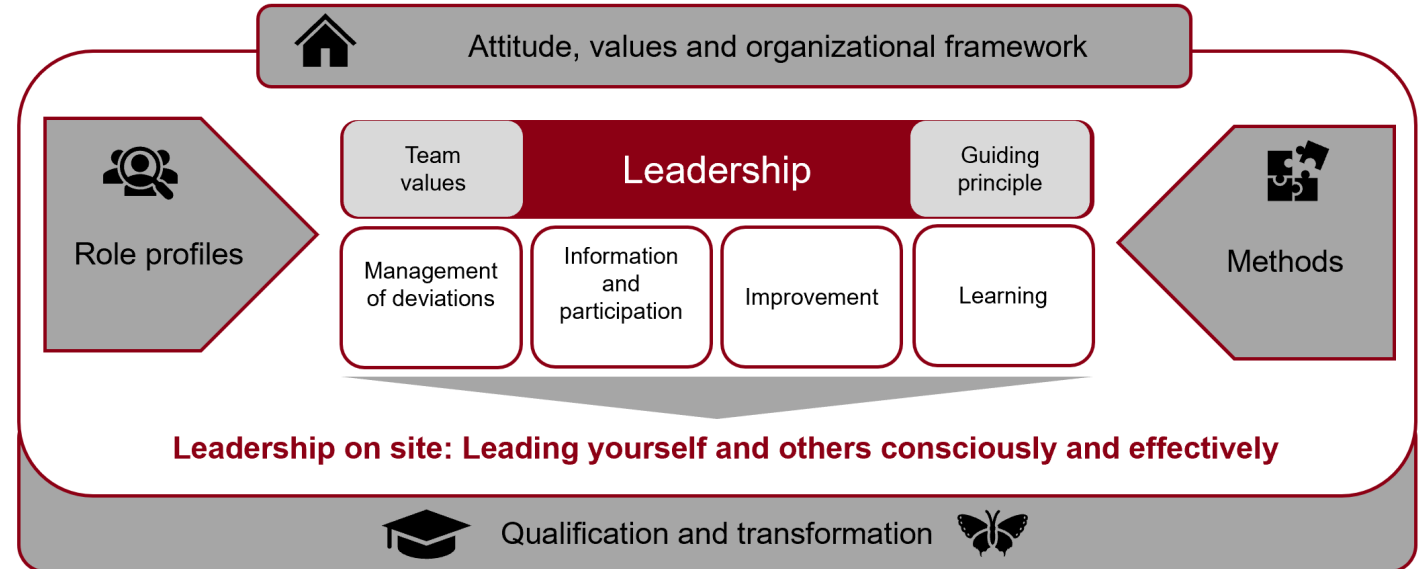 Attitude, values and organizational framework
Role profiles
Team
values
Leadership
Guiding
principle
Methods
Management
of deviations
Information
and
participation
Improvement
Learning
Leadership on site: Leading yourself and others consciously and effectively
Qualification and transformation